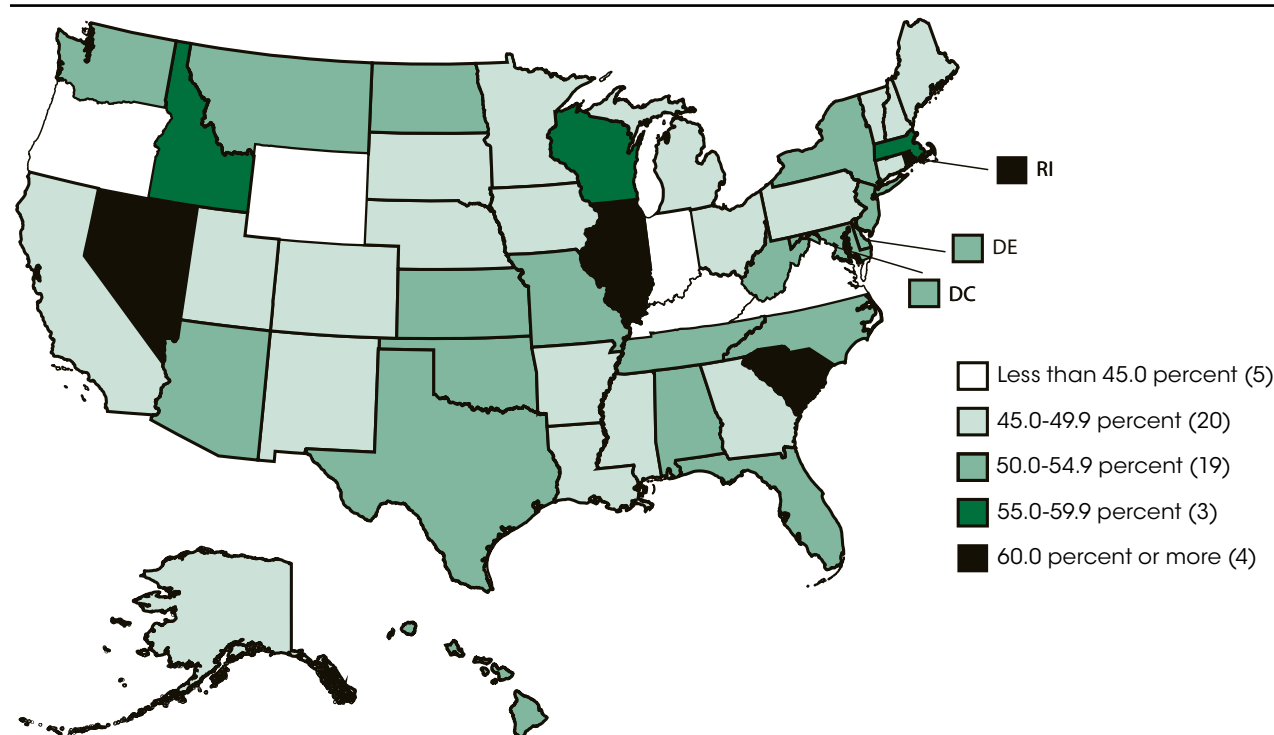 RI
DE
DC
Less than 45.0 percent (5)
45.0-49.9 percent (20)
50.0-54.9 percent (19)
55.0-59.9 percent (3)
60.0 percent or more (4)